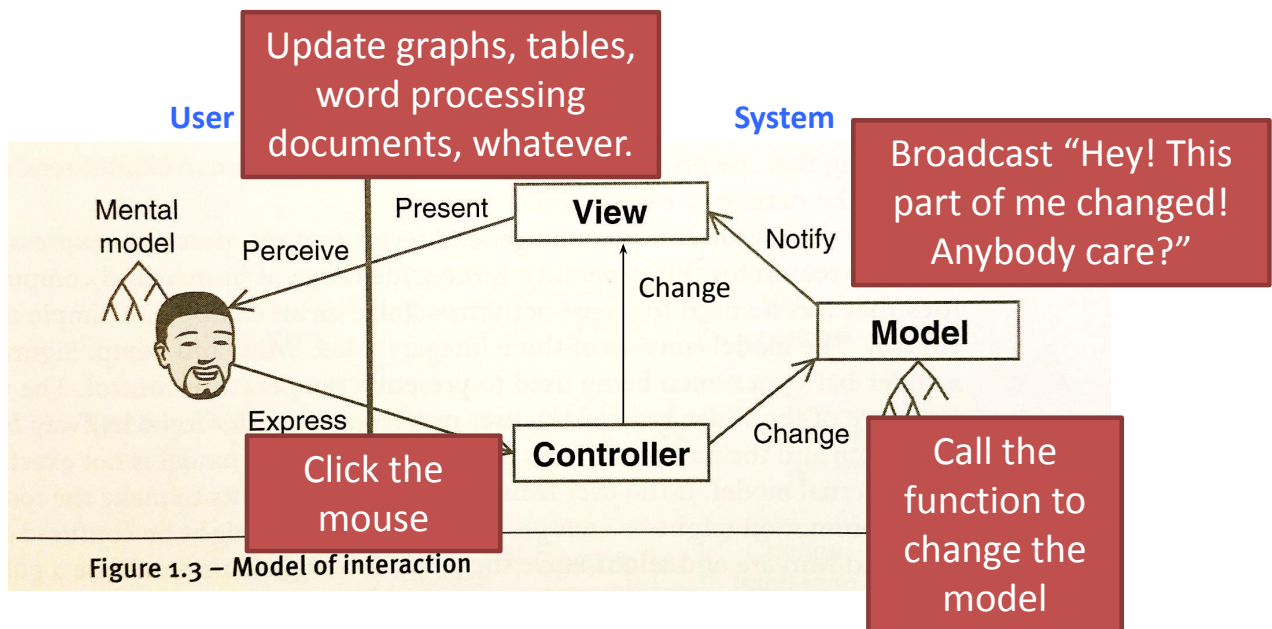 Update graphs, tables,
word processing
documents, whatever.
User
System
Broadcast “Hey! This
part of me changed!
Anybody care?”
Mental
model
Present
View
Notify
Perceive
Change
Model
Express
Controller
Change
Click the
mouse
Call the
function to
change the
model
Figure 1.3 – Model of interaction